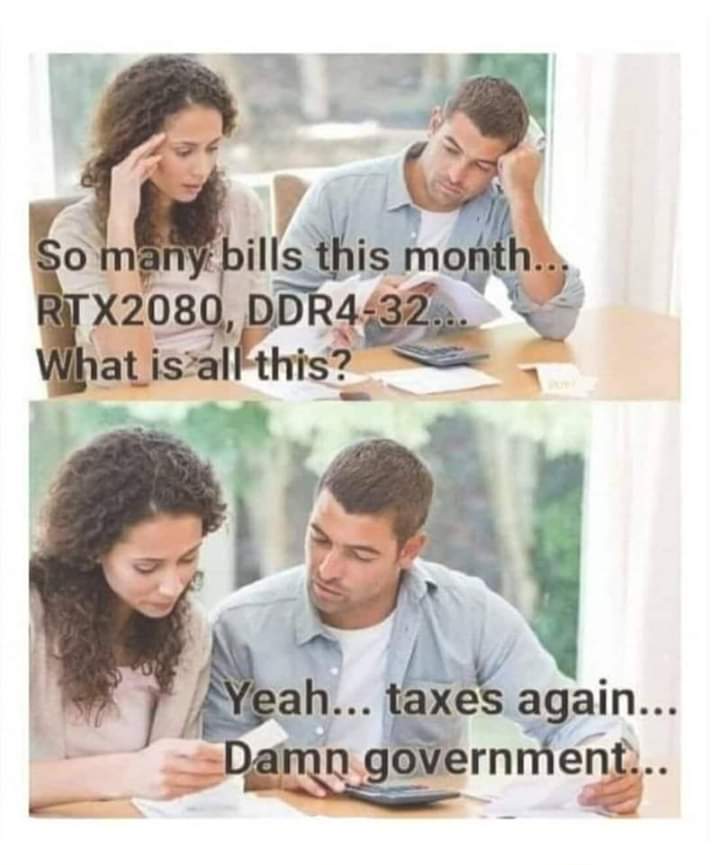 So many bills this month...
RTX2080, DDR4-32...
What is all this?
Yeah... taxes again...
Damn government...